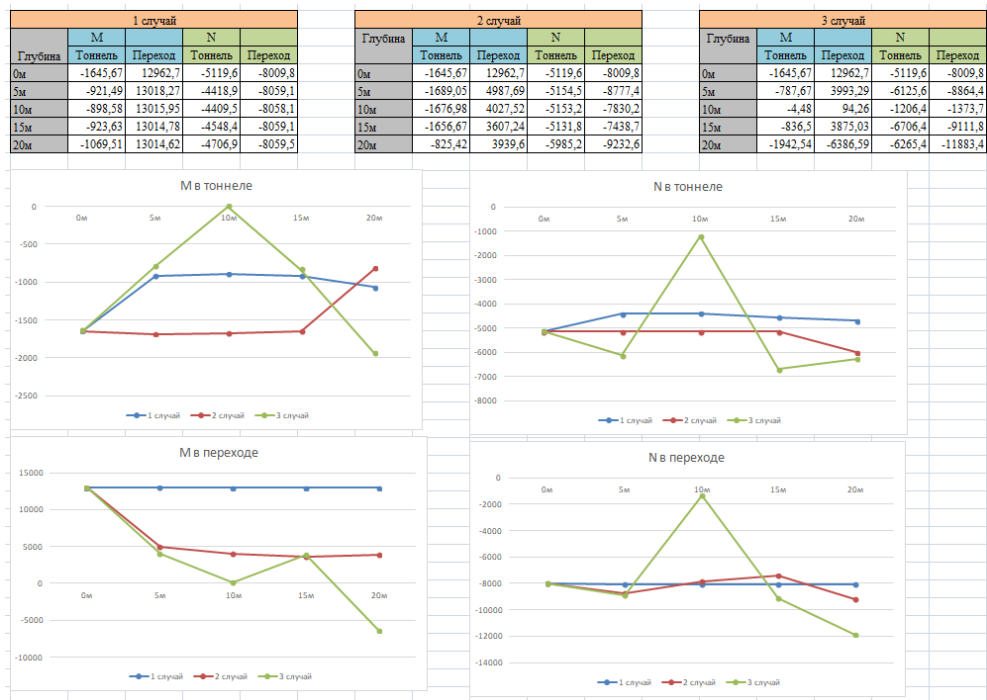 1 случай
M N
Глубина Тоннель Переход Тоннель Переход
0м -1645,67 12962,7 -5119,6 -8009,8
5м -921,49 13018,27 -4418,9 -8059,1
10м -898,58 13015,95 -4409,5 -8058,1
15м -923,63 13014,78 -4548,4 -8059,1
20м -1069,51 13014,62 -4706,9 -8059,5
2 случай
Глубина M N
Тоннель Переход Тоннель Переход
0м -1645,67 12962,7 -5119,6 -8009,8
5м -1689,05 4987,69 -5154,5 -8777,4
10м -1676,98 4027,52 -5153,2 -7830,2
15м -1656,67 3607,24 -5131,8 -7438,7
20м -825,42 3939,6 -5985,2 -9232,6
3 случай
Глубина M N
Тоннель Переход Тоннель Переход
0м -1645,67 12962,7 -5119,6 -8009,8
5м -787,67 3993,29 -6125,6 -8864,4
10м -4,48 94,26 -1206,4 -1373,7
15м -836,5 3875,03 -6706,4 -9111,8
20м -1942,54 -6386,59 -6265,4 -11883,4
M в тоннеле
0
0м 5м 10м 15м 20м
-500
-1000
-1500
-2000
-2500
1 случай 2 случай 3 случай
N в тоннеле
0
0м 5м 10м 15м 20м
-1000
-2000
-3000
-4000
-5000
-6000
-7000
-8000
1 случай 2 случай 3 случай
M в переходе
15000
10000
5000
0
0м 5м 10м 15м 20м
-5000
-10000
1 случай 2 случай 3 случай
N в переходе
0
0м 5м 10м 15м 20м
-2000
-4000
-6000
-8000
-10000
-12000
-14000
1 случай 2 случай 3 случай